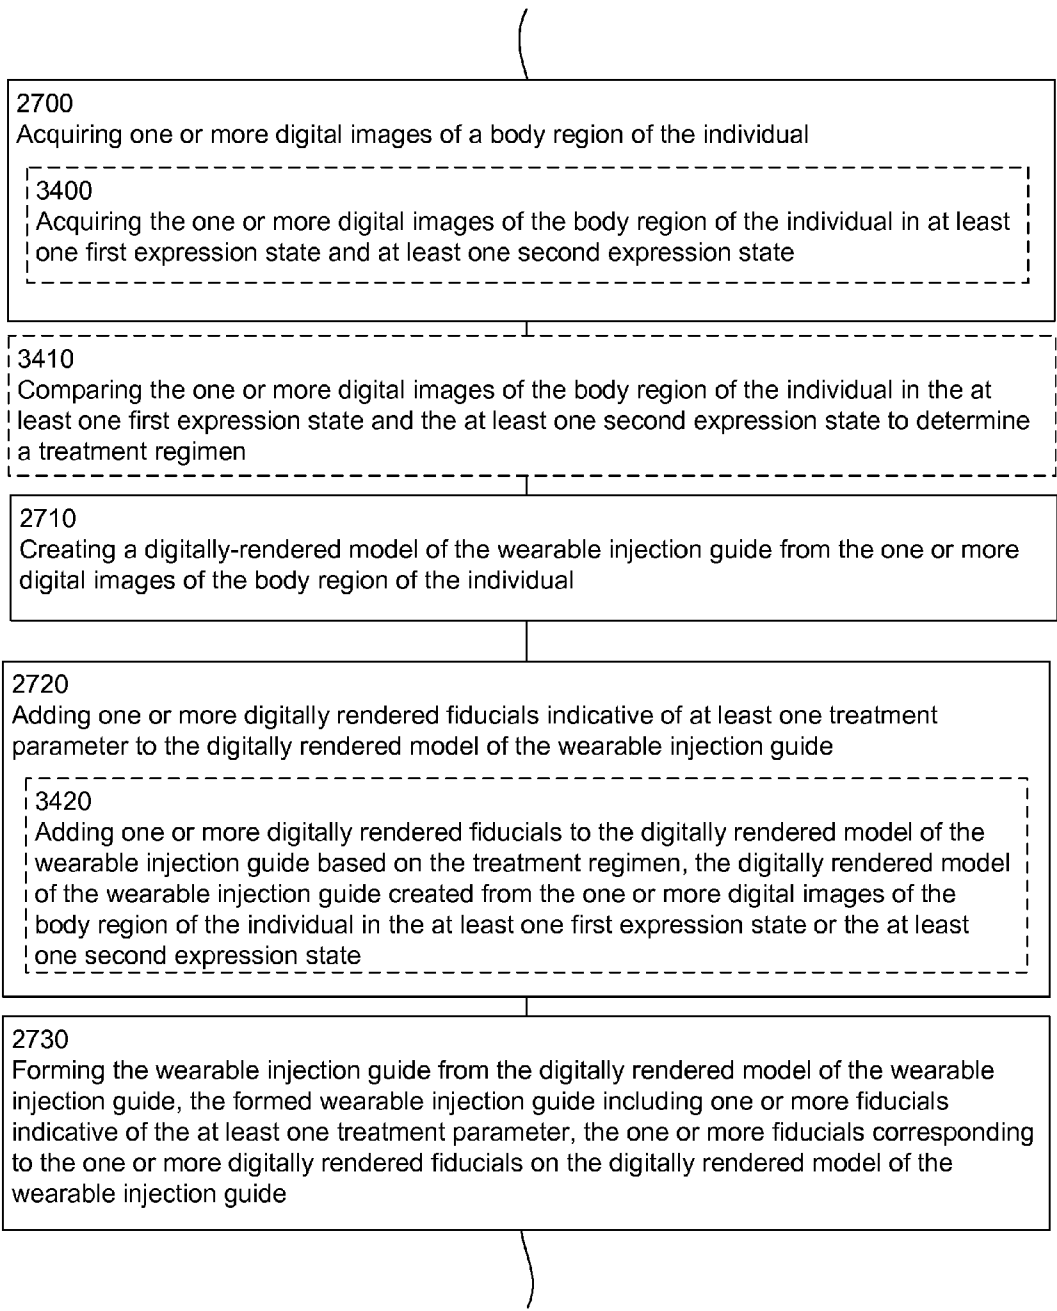 2700
Acquiring one or more digital images of a body region of the individual
3400
Acquiring the one or more digital images of the body region of the individual in at least
one first expression state and at least one second expression state
3410
Comparing the one or more digital images of the body region of the individual in the at
least one first expression state and the at least one second expression state to determine
a treatment regimen
2710
Creating a digitally-rendered model of the wearable injection guide from the one or more
digital images of the body region of the individual
2720
Adding one or more digitally rendered fiducials indicative of at least one treatment
parameter to the digitally rendered model of the wearable injection guide
3420
Adding one or more digitally rendered fiducials to the digitally rendered model of the
wearable injection guide based on the treatment regimen, the digitally rendered model
of the wearable injection guide created from the one or more digital images of the
body region of the individual in the at least one first expression state or the at least
one second expression state
2730
Forming the wearable injection guide from the digitally rendered model of the wearable
injection guide, the formed wearable injection guide including one or more fiducials
indicative of the at least one treatment parameter, the one or more fiducials corresponding
to the one or more digitally rendered fiducials on the digitally rendered model of the
wearable injection guide